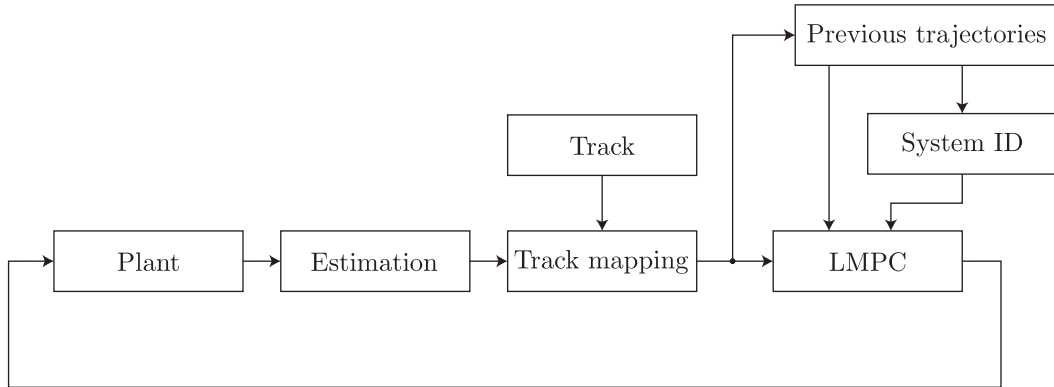 Previous trajectories
Track
System ID
Plant
Estimation
Track mapping
LMPC